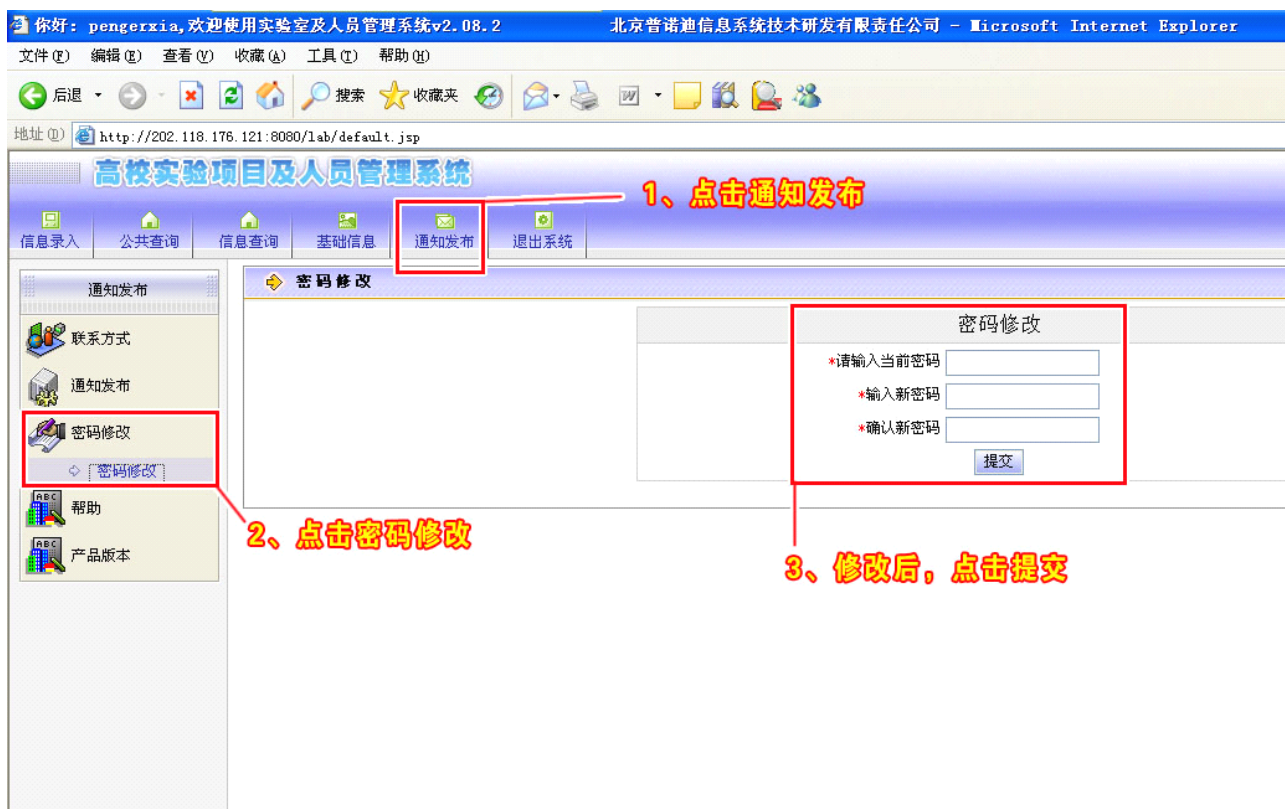 你好: pengerxia,欢迎使用实验室及人员管理系统v2.08.2 北京普诺迪信息系统技术研发有限责任公司 - Microsoft Internet Explorer
文件(F) 编辑(E) 查看(V) 收藏(A) 工具(T) 帮助(H)
后退 搜索 收藏夹
地址(D) http://202.118.176.121:8080/lab/default.jsp
高校实验项目及人员管理系统
1、点击通知发布
信息录入 公共查询 信息查询 基础信息 通知发布 退出系统
通知发布
密码修改
密码修改
联系方式
*请输入当前密码
通知发布
*输入新密码
密码修改
*确认新密码
密码修改
提交
ABC
帮助
2、点击密码修改
ABC
产品版本
3、修改后，点击提交